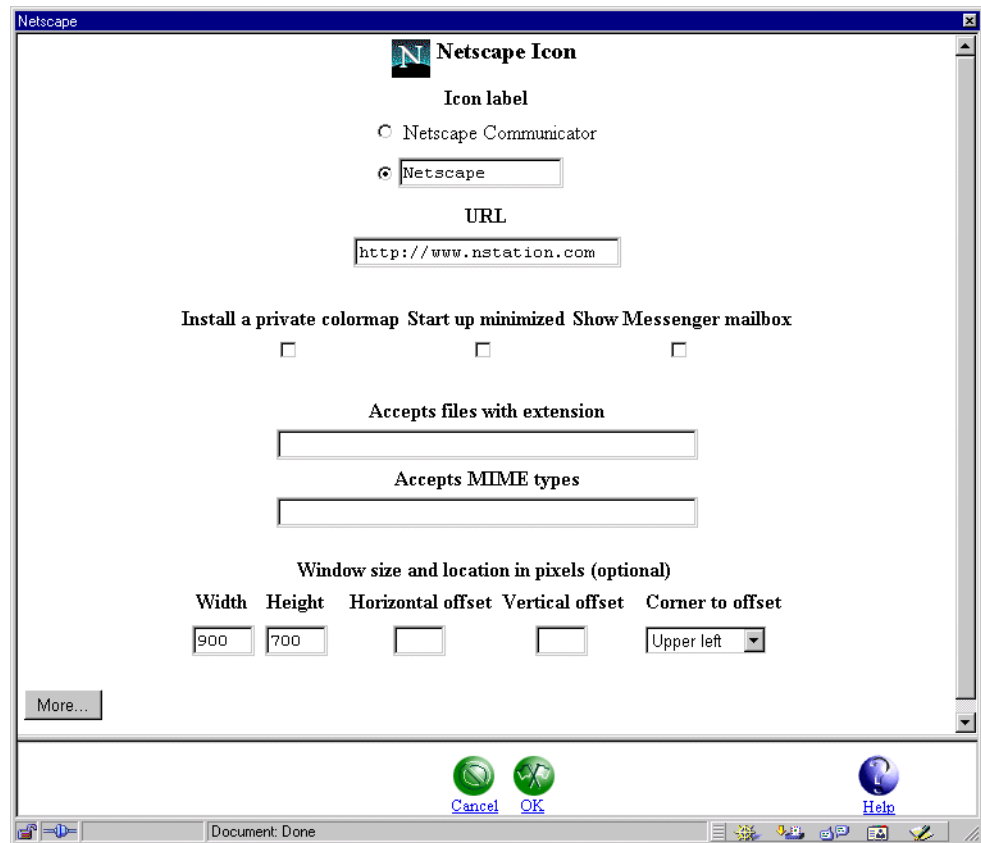 Netscape
N Netscape Icon
Icon label
Netscape Communicator
Netscape
URL
http://www.nstation.com
Install a private colormap Start up minimized Show Messenger mailbox
Accepts files with extension
Accepts MIME types
Window size and location in pixels (optional)
Width Height Horizontal offset Vertical offset Corner to offset
900 700 Upper left
More...
Cancel OK Help
Document: Done